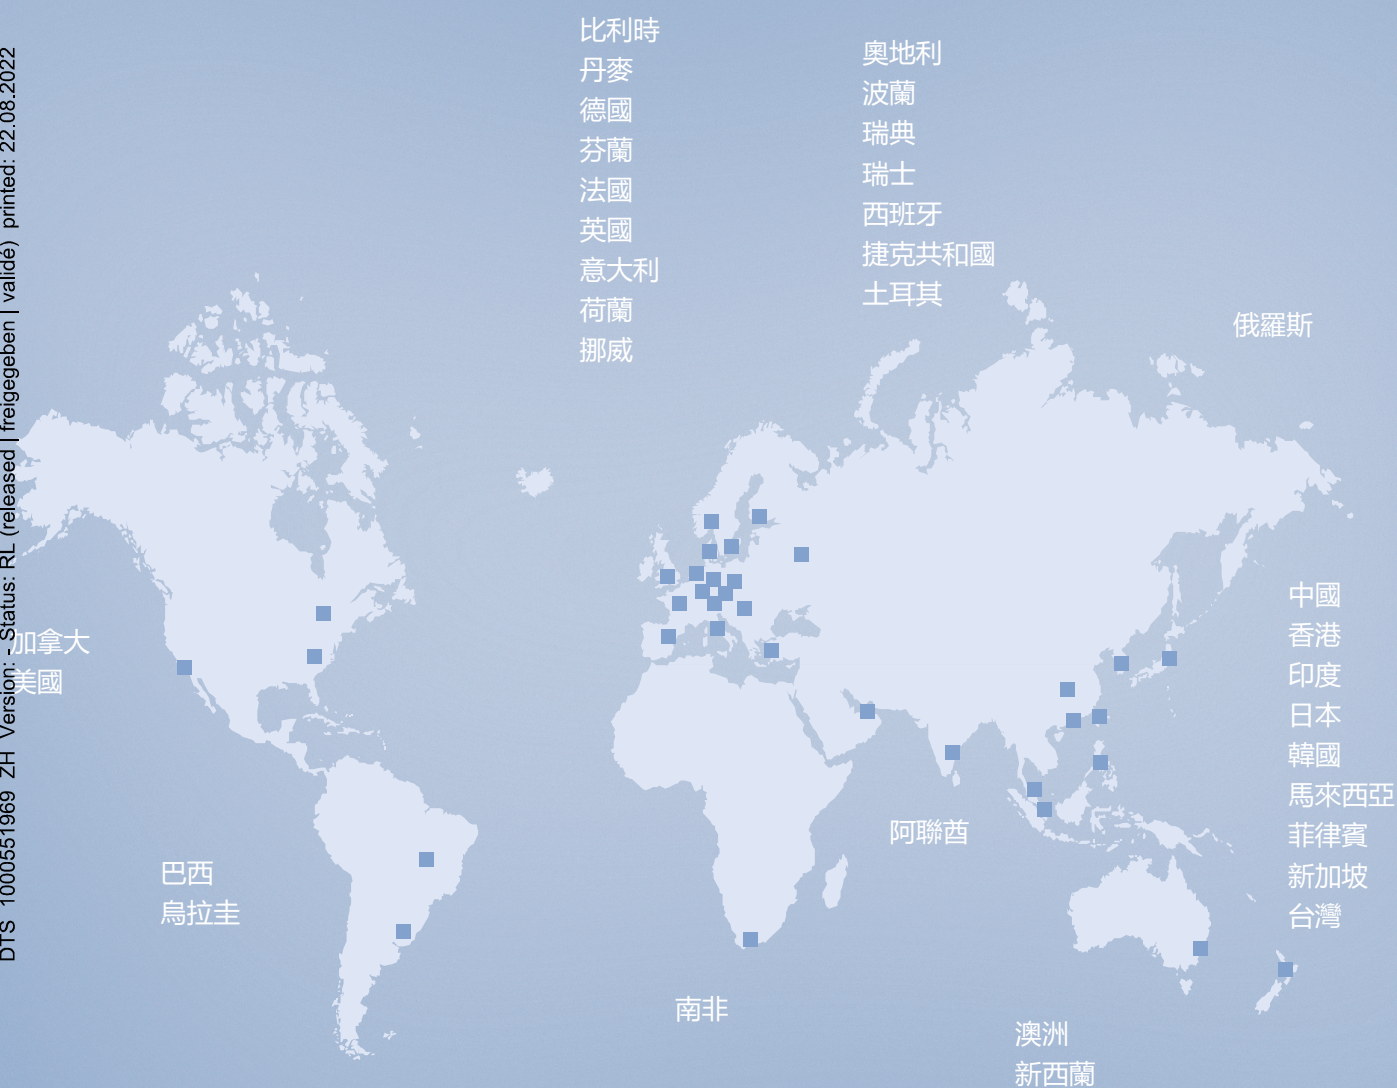 比利時
丹麥
德國
芬蘭
法國
英國
意大利
荷蘭
挪威
奧地利
波蘭
瑞典
瑞士
西班牙
捷克共和國
土耳其
俄羅斯
加拿大
美國
中國
香港
印度
日本
韓國
馬來西亞
菲律賓
新加坡
台灣
阿聯酋
巴西
烏拉圭
南非
澳洲
新西蘭
DTS 1000551969 ZH Version: - Status: RL (released | freigegeben | validé) printed: 22.08.2022